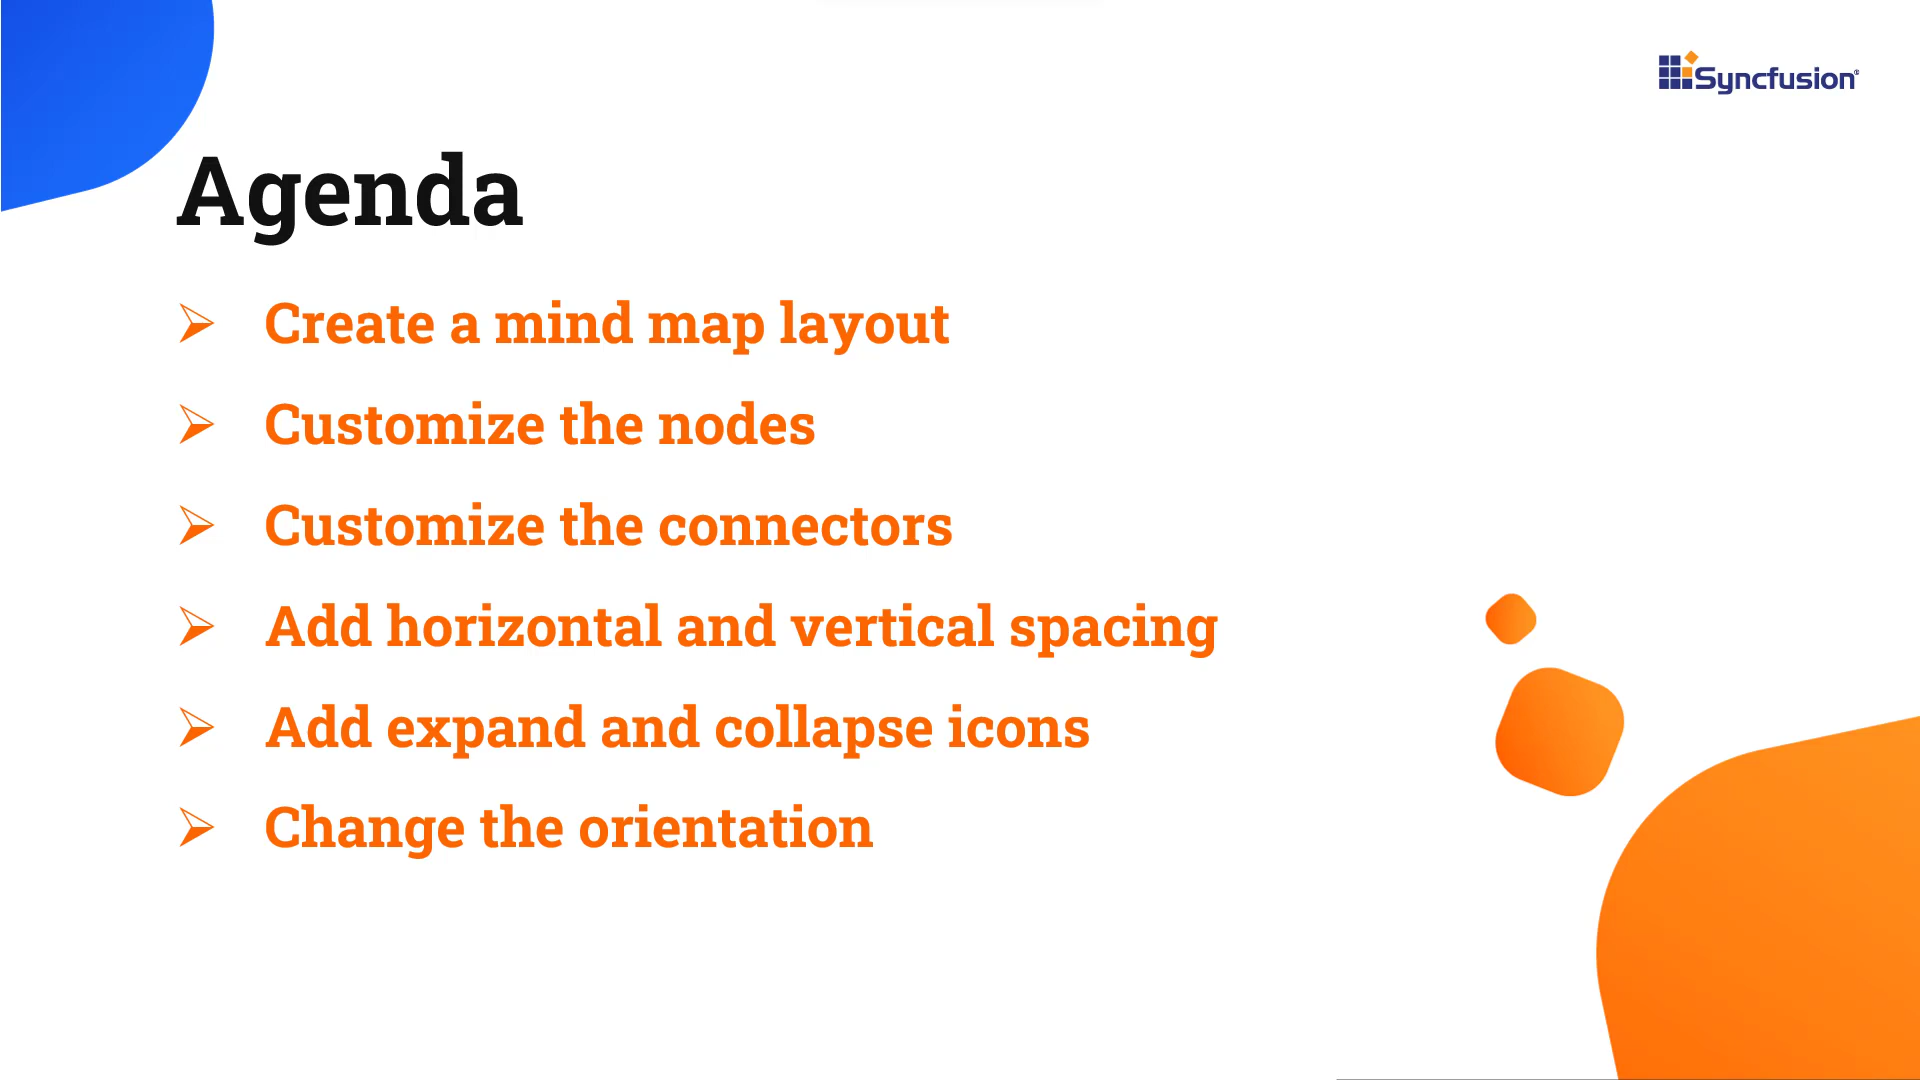 Syncfusion®
Agenda
➢ Create a mind map layout
➢ Customize the nodes
➢ Customize the connectors
➢ Add horizontal and vertical spacing
➢ Add expand and collapse icons
➢ Change the orientation